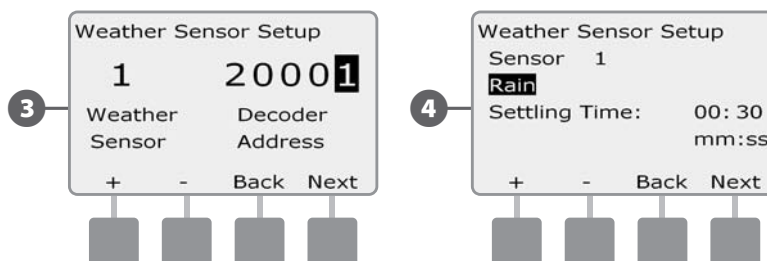 3
Weather Sensor Setup
1 20001
Weather Decoder
Sensor Address
+ - Back Next
4
Weather Sensor Setup
Sensor 1
Rain
Settling Time: 00:30
mm:ss
+ - Back Next